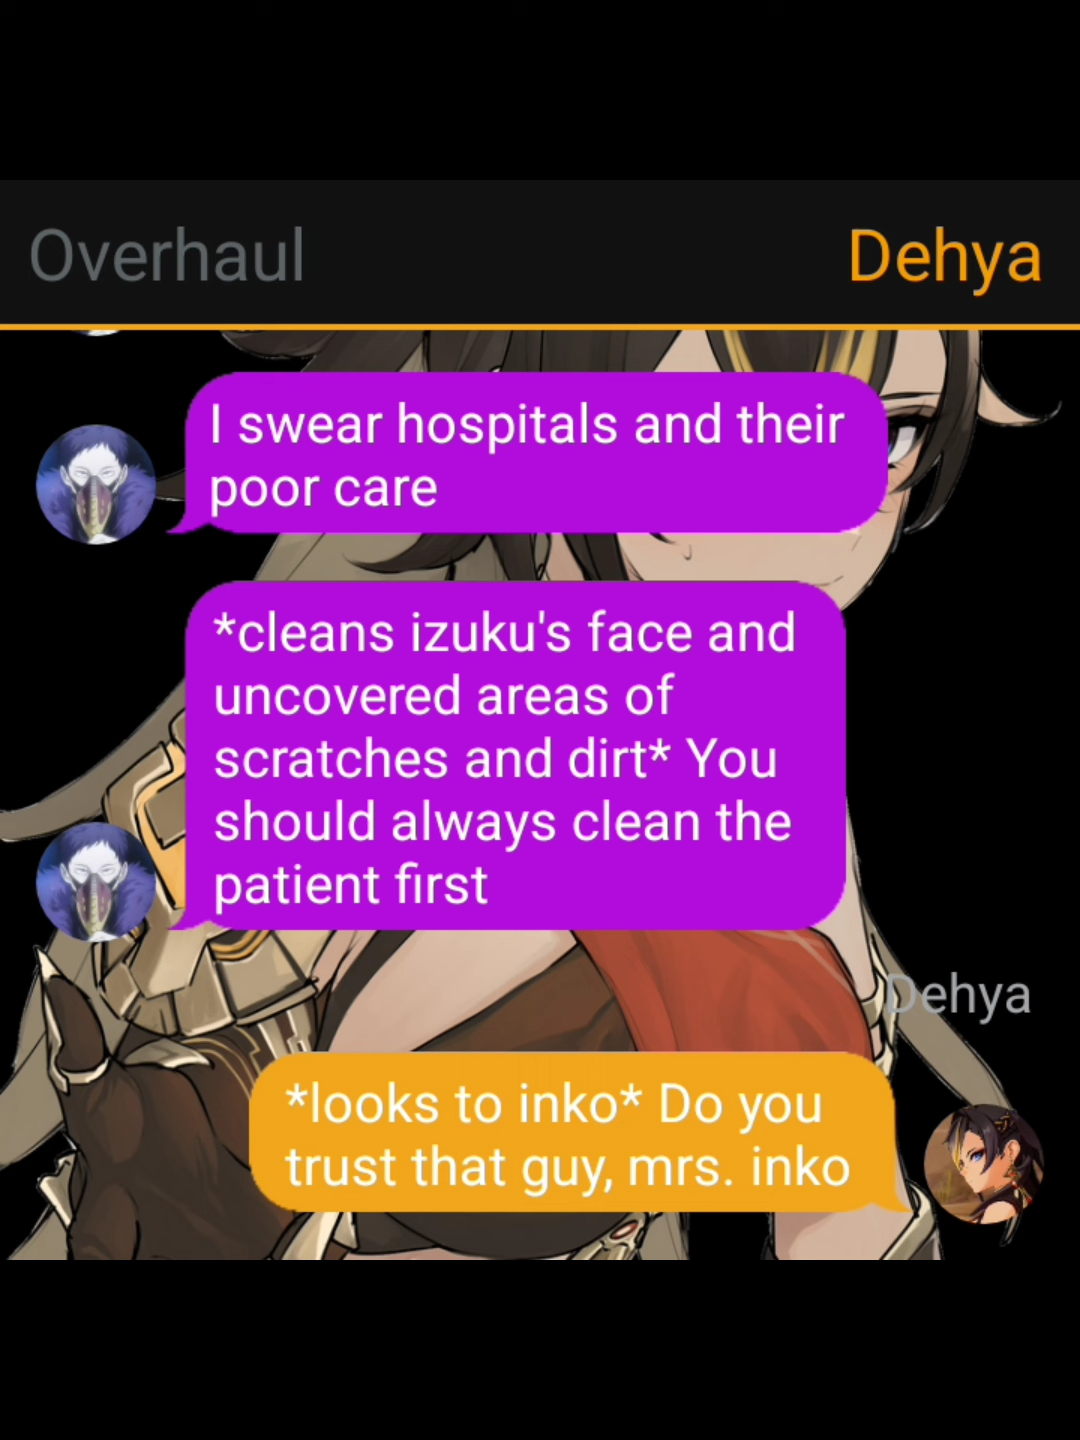 Overhaul
Dehya
I swear hospitals and their
poor care
*cleans izuku's face and
uncovered areas of
scratches and dirt* You
should always clean the
patient first
Dehya
*looks to inko* Do you
trust that guy, mrs. inko